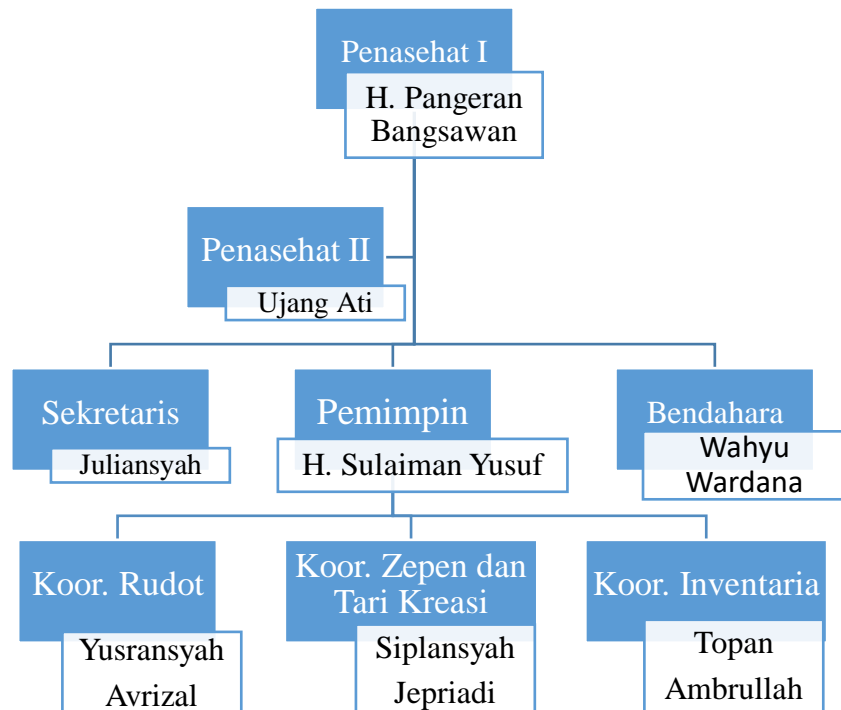 Penasehat I
H. Pangeran
Bangsawan
Penasehat II
Ujang Ati
Sekretaris
Juliansyah
Pemimpin
H. Sulaiman Yusuf
Bendahara
Wahyu
Wardana
Koor. Rudot
Yusransyah
Avrizal
Koor. Zepen dan
Tari Kreasi
Siplansyah
Jepriadi
Koor. Inventaria
Topan
Ambrullah